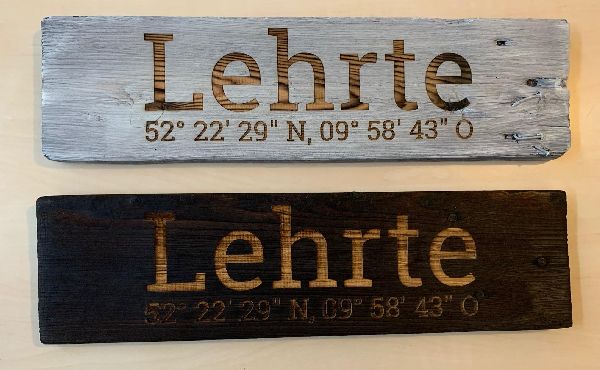 Lehrte
52° 22' 29" N, 09° 58' 43" O
Lehrte
52° 22' 29" N, 09° 58' 43" O